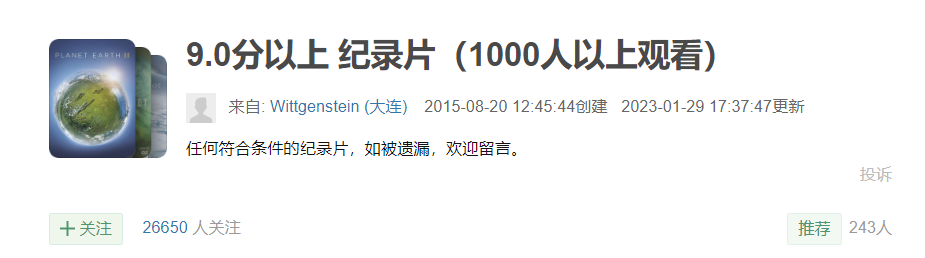 9.0分以上 纪录片（1000人以上观看）
PLANET EARTH II
来自: Wittgenstein (大连) 2015-08-20 12:45:44创建 2023-01-29 17:37:47更新
任何符合条件的纪录片，如被遗漏，欢迎留言。
投诉
+ 关注 26650 人关注 推荐 243人